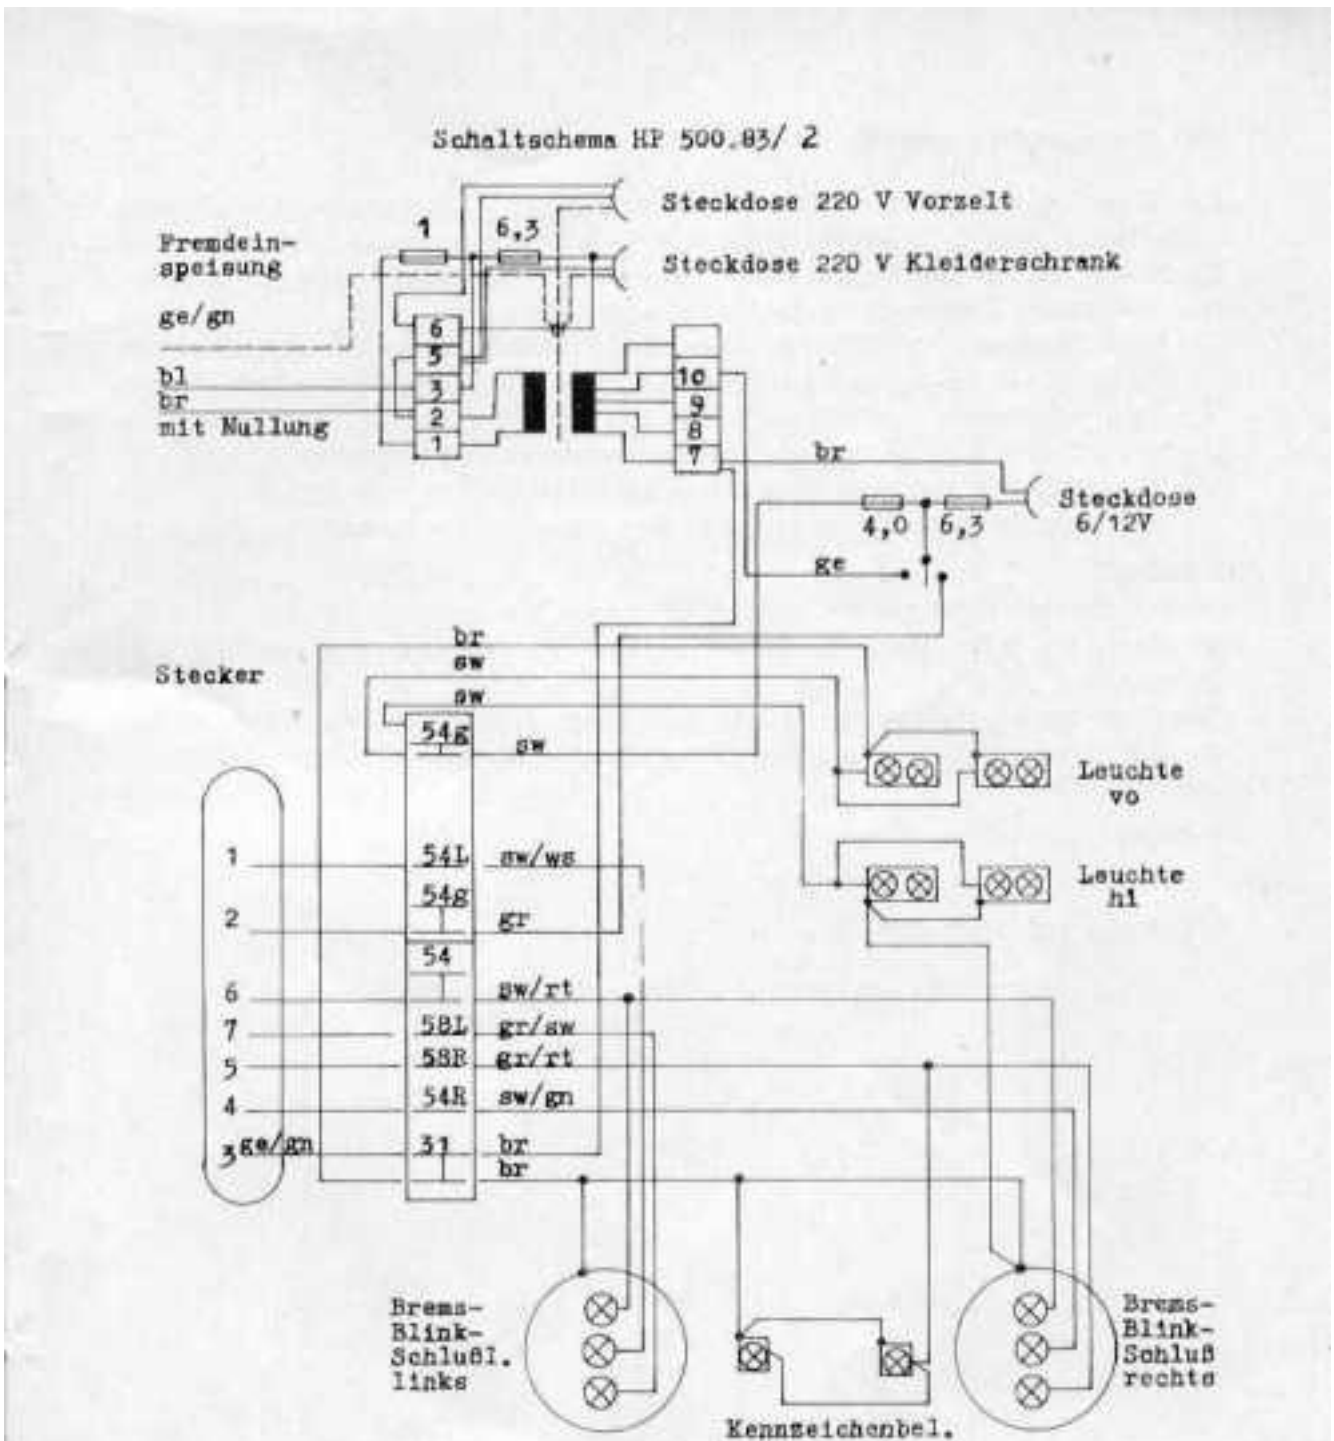 Schaltschema HP 500.83/ 2
Steckdose 220 V Vorzelt
1
6,3
Fremdein-
speisung
Steckdose 220 V Kleiderschrank
ge/gn
6
5
bl
3
10
br
2
9
mit Nullung
1
8
7
br
Steckdose
6/12V
4,0
6,3
ge
br
sw
Stecker
sw
54g
sw
Leuchte
vo
1
54L
sw/ws
Leuchte
hi
54g
2
gr
54
6
sw/rt
7
58L
gr/sw
5
58R
gr/rt
4
54R
sw/gn
3
ge/gn
31
br
br
Brems-
Blink-
Schlußl.
links
Brems-
Blink-
Schluß
rechts
Kennzeichenbel.